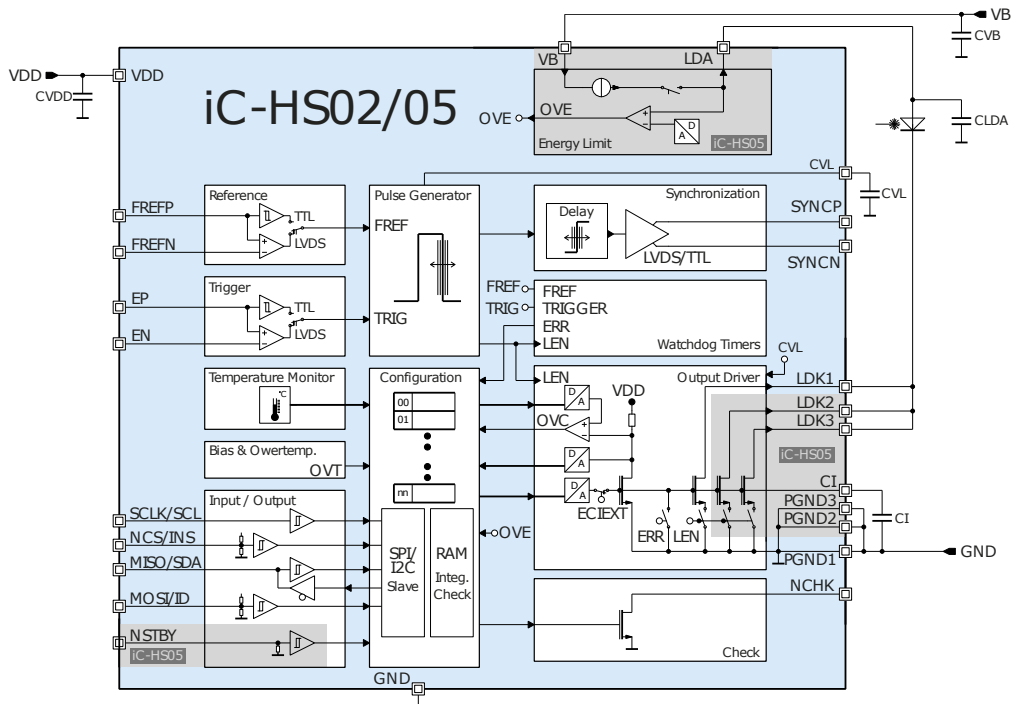 VB
CVB
VDD
VDD
CVDD
iC-HS02/05
VB
LDA
OVE
OVE
D
A
Energy Limit
iC-HS05
CLDA
CVL
CVL
Reference
FREFP
FREFN
TTL
LVDS
Pulse Generator
FREF
TRIG
Synchronization
Delay
LVDS/TTL
SYNCP
SYNCN
Trigger
EP
EN
TTL
LVDS
FREF
FREF
TRIG
TRIGGER
ERR
LEN
Watchdog Timers
CVL
Temperature Monitor
°C
Configuration
00
01
nn
LEN
Output Driver
VDD
D
A
OVC
D
A
D
A
ECIEXT
ERR
LEN
LDK1
LDK2
LDK3
iC-HS05
CI
PGND3
PGND2
PGND1
CI
GND
Bias & Owertemp.
OVT
Input / Output
SCLK/SCL
NCS/INS
MISO/SDA
MOSI/ID
NSTBY
iC-HS05
SPI/
I2C
Slave
RAM
Integ.
Check
OVE
NCHK
Check
GND